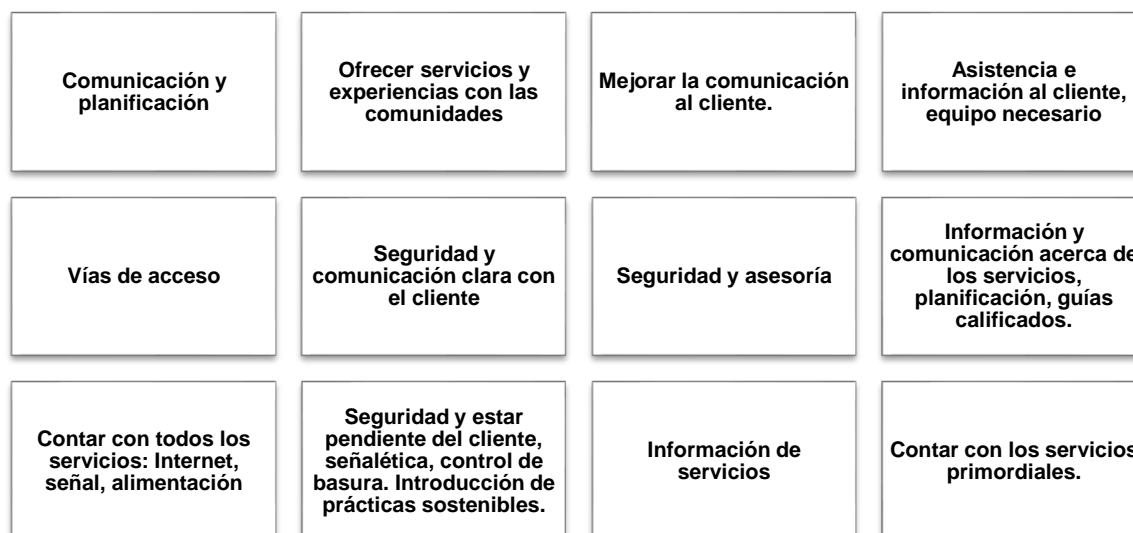 Comunicación y
planificación
Ofrecer servicios y
experiencias con las
comunidades
Mejorar la comunicación
al cliente.
Asistencia e
información al cliente,
equipo necesario
Vías de acceso
Seguridad y
comunicación clara con
el cliente
Seguridad y asesoría
Información y
comunicación acerca de
los servicios,
planificación, guías
calificados.
Contar con todos los
servicios: Internet,
señal, alimentación
Seguridad y estar
pendiente del cliente,
señalética, control de
basura. Introducción de
prácticas sostenibles.
Información de
servicios
Contar con los servicios
primordiales.